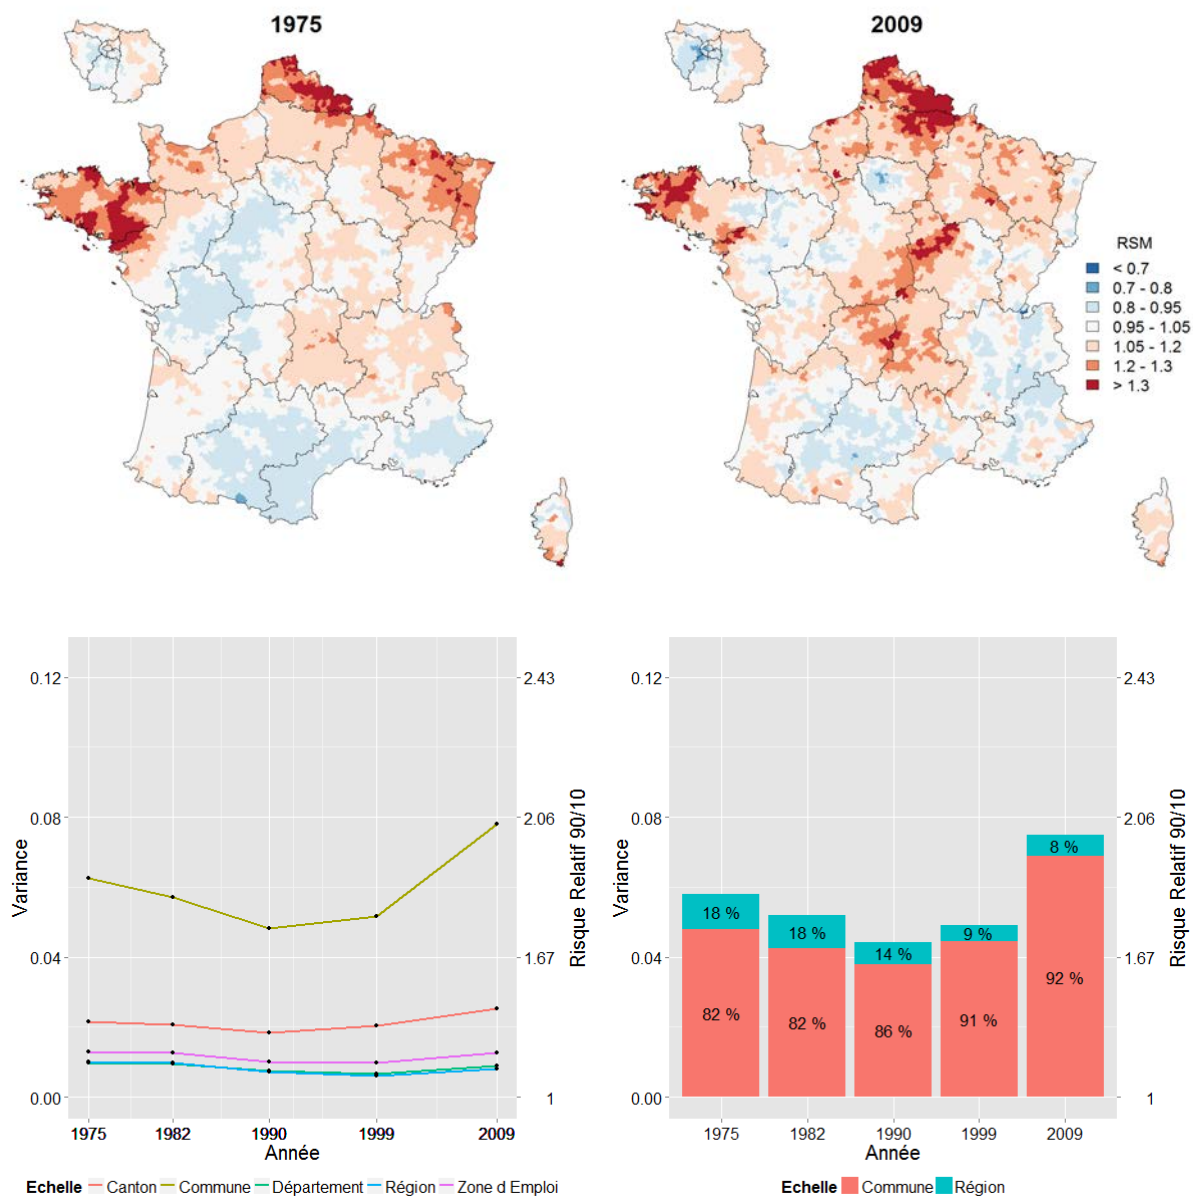 1975
2009
RSM
< 0.7
0.7 - 0.8
0.8 - 0.95
0.95 - 1.05
1.05 - 1.2
1.2 - 1.3
> 1.3
0.12
0.08
0.04
0.00
Variance
2.43
2.06
1.67
1
Risque Relatif 90/10
1975
1982
1990
1999
2009
Année
Echelle Canton Commune Département Région Zone d Emploi
0.12
0.08
0.04
0.00
Variance
18 %
18 %
14 %
9 %
8 %
82 %
82 %
86 %
91 %
92 %
2.43
2.06
1.67
1
Risque Relatif 90/10
1975
1982
1990
1999
2009
Année
Echelle Commune Région